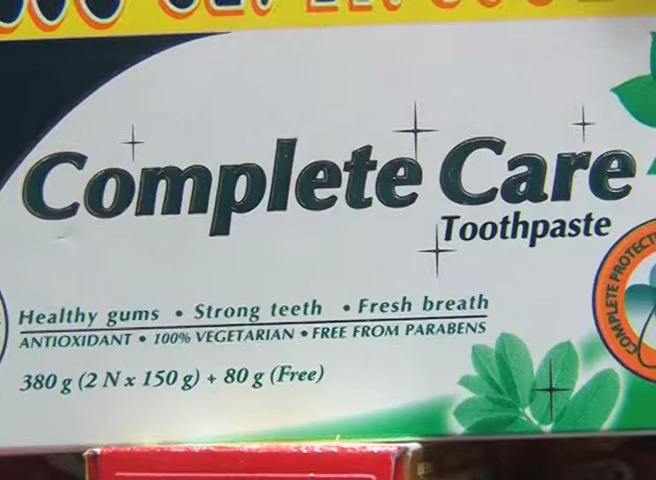 Complete Care
Toothpaste
Healthy gums • Strong teeth • Fresh breath
ANTIOXIDANT • 100% VEGETARIAN • FREE FROM PARABENS
380 g (2 N x 150 g) + 80 g (Free)
COMPLETE